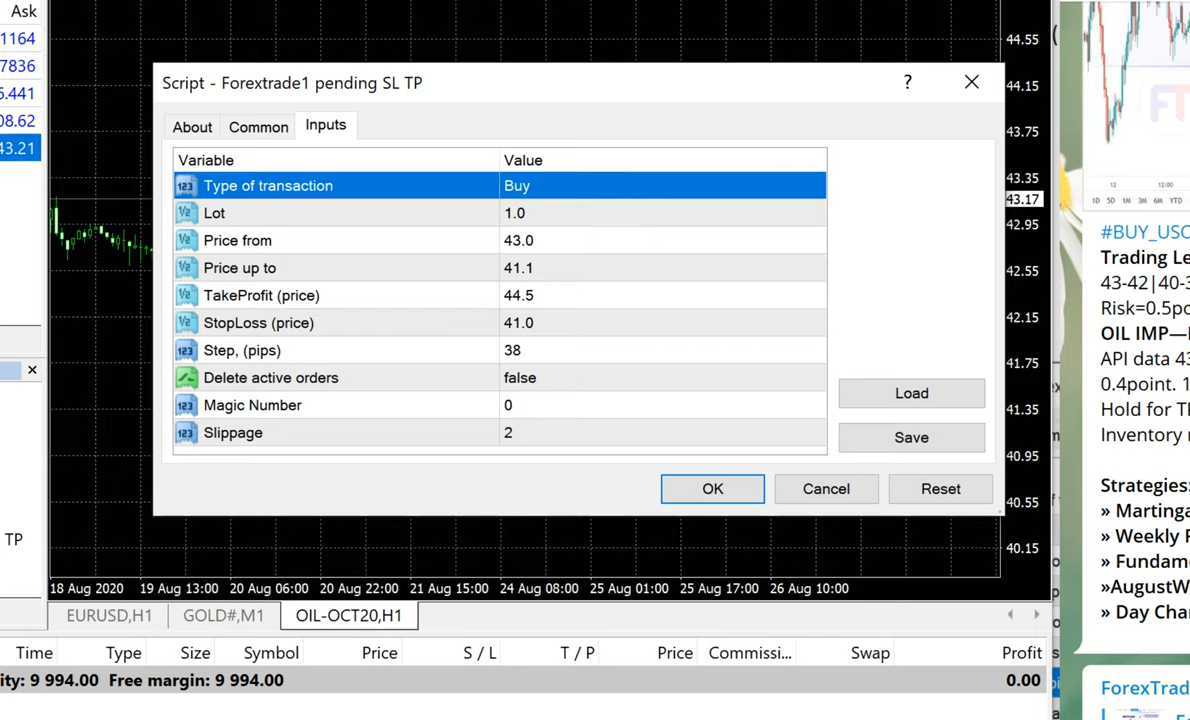 Ask
1164
7836
6.441
08.62
43.21
Script - Forextrade1 pending SL TP
?
About
Common
Inputs
Variable Value
Type of transaction Buy
Lot 1.0
Price from 43.0
Price up to 41.1
TakeProfit (price) 44.5
StopLoss (price) 41.0
Step, (pips) 38
Delete active orders false
Magic Number 0
Slippage 2
Load
Save
OK
Cancel
Reset
44.55
44.15
43.75
43.35
43.17
42.95
42.55
42.15
41.75
41.35
40.95
40.55
40.15
18 Aug 2020 19 Aug 13:00 20 Aug 06:00 20 Aug 22:00 21 Aug 15:00 24 Aug 08:00 25 Aug 01:00 25 Aug 17:00 26 Aug 10:00
TP
EURUSD,H1 GOLD#,M1 OIL-OCT20,H1
Time Type Size Symbol Price S / L T / P Price Commissi... Swap Profit
ity: 9 994.00 Free margin: 9 994.00 0.00
FT
12 12:00
1D 5D 1M 3M 6M YTD
#BUY_USO
Trading Le
43-42|40-3
Risk=0.5po
OIL IMP—
API data 43
0.4point. 1
Hold for T
Inventory
Strategies:
» Martinga
» Weekly
» Fundam
»AugustW
» Day Cha
ForexTrad